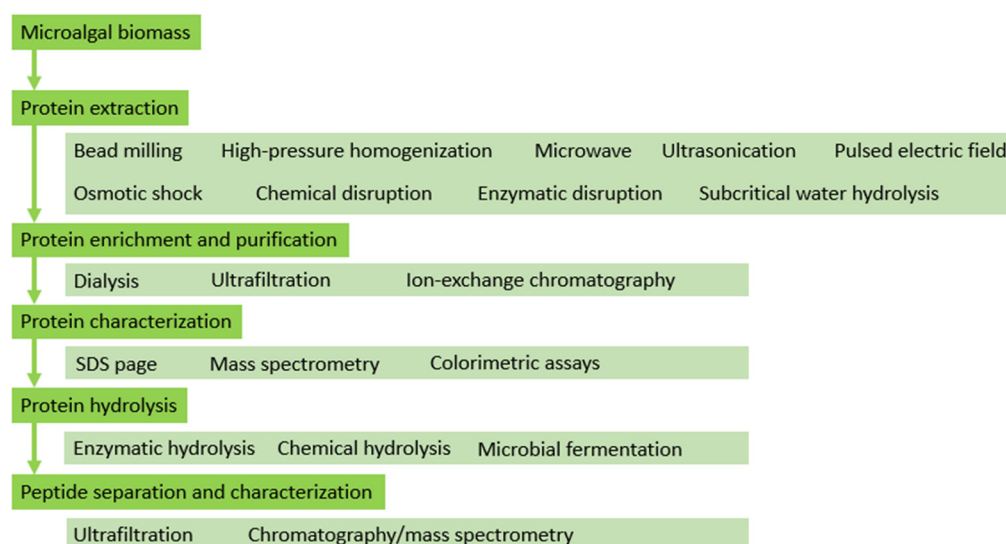 Microalgal biomass
Protein extraction
Bead milling High-pressure homogenization Microwave Ultrasonication Pulsed electric field
Osmotic shock Chemical disruption Enzymatic disruption Subcritical water hydrolysis
Protein enrichment and purification
Dialysis Ultrafiltration Ion-exchange chromatography
Protein characterization
SDS page Mass spectrometry Colorimetric assays
Protein hydrolysis
Enzymatic hydrolysis Chemical hydrolysis Microbial fermentation
Peptide separation and characterization
Ultrafiltration Chromatography/mass spectrometry